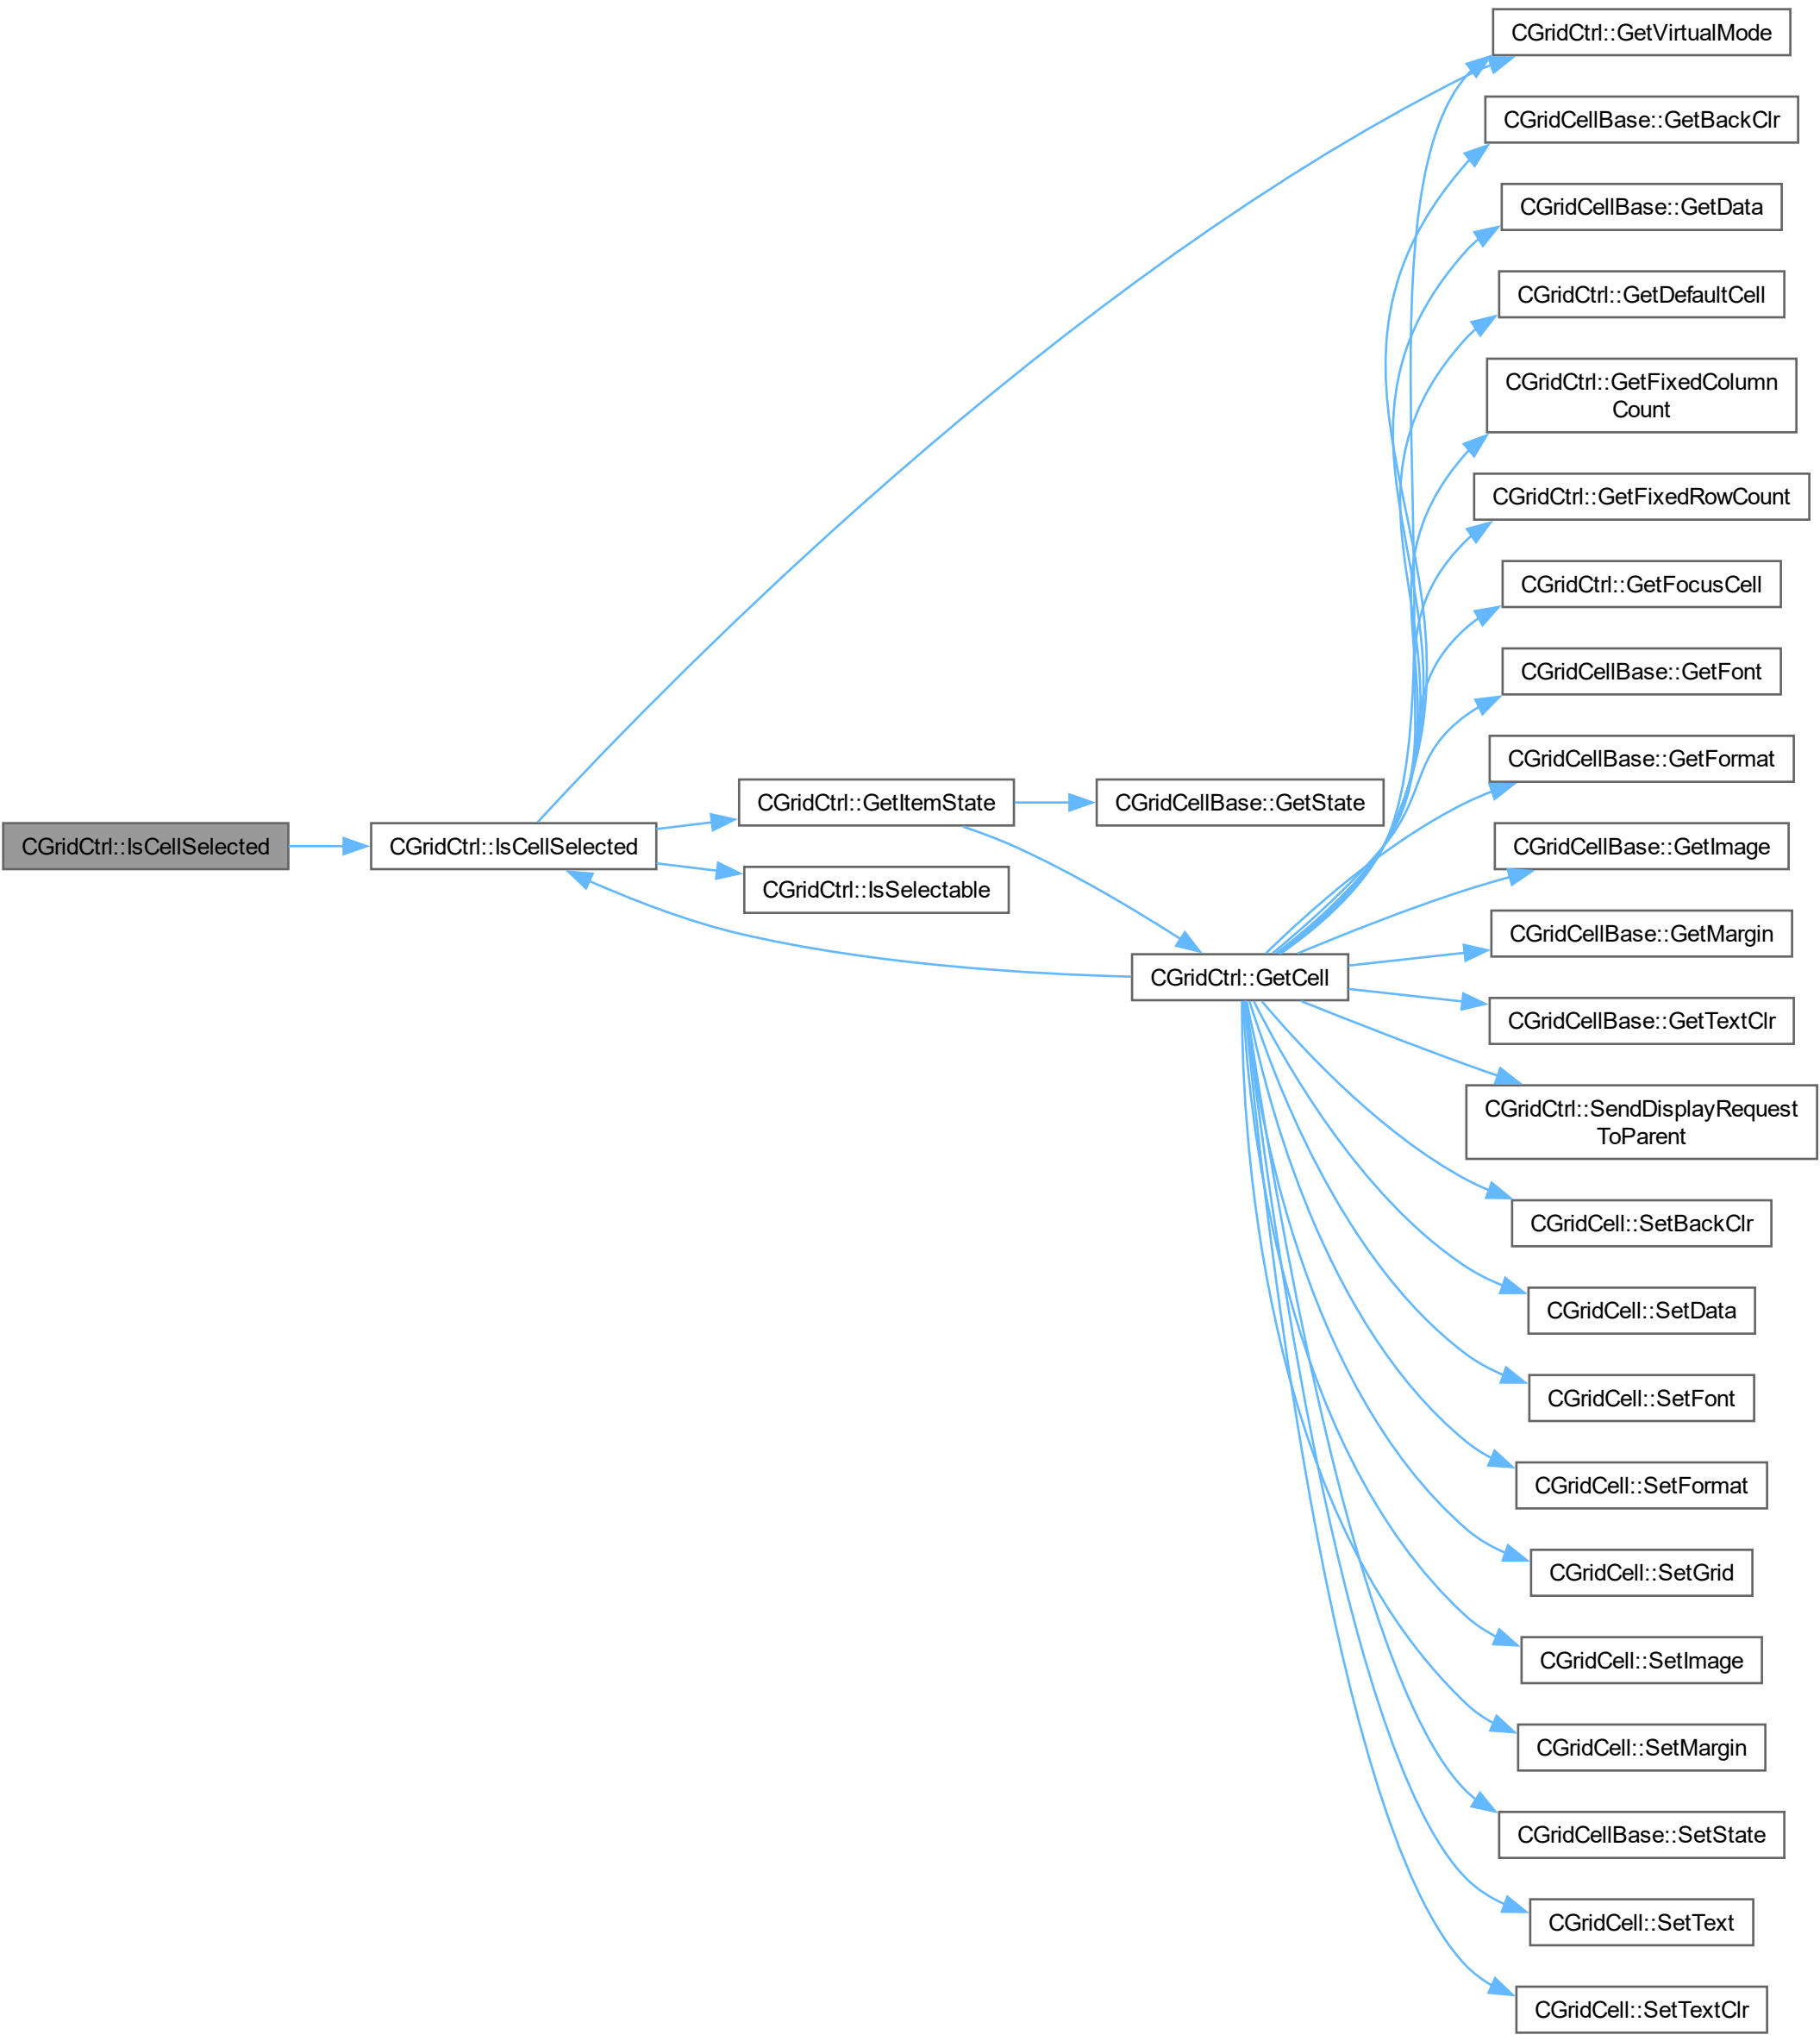 CGridCtrl::GetVirtualMode
CGridCellBase::GetBackClr
CGridCellBase::GetData
CGridCtrl::GetDefaultCell
CGridCtrl::GetFixedColumn
Count
CGridCtrl::GetFixedRowCount
CGridCtrl::GetFocusCell
CGridCellBase::GetFont
CGridCellBase::GetFormat
CGridCtrl::GetItemState
CGridCellBase::GetState
CGridCtrl::IsCellSelected
CGridCtrl::IsCellSelected
CGridCellBase::GetImage
CGridCtrl::IsSelectable
CGridCellBase::GetMargin
CGridCtrl::GetCell
CGridCellBase::GetTextClr
CGridCtrl::SendDisplayRequest
ToParent
CGridCell::SetBackClr
CGridCell::SetData
CGridCell::SetFont
CGridCell::SetFormat
CGridCell::SetGrid
CGridCell::SetImage
CGridCell::SetMargin
CGridCellBase::SetState
CGridCell::SetText
CGridCell::SetTextClr